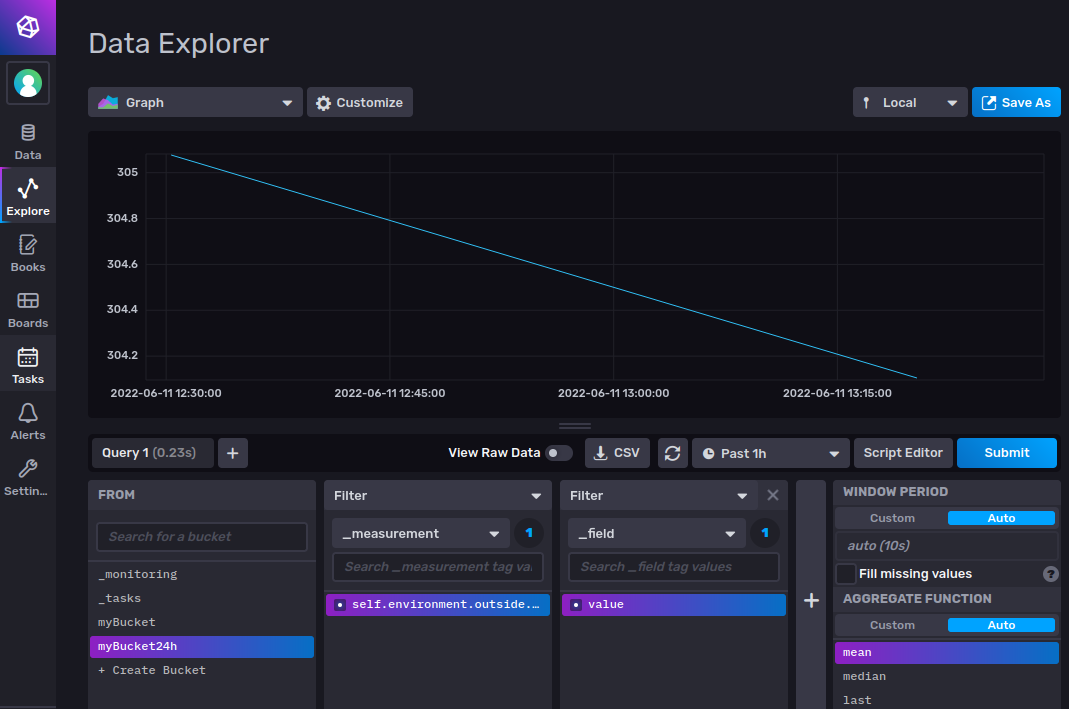 Data Explorer
Graph
Customize
Local
Save As
Data
Explore
Books
Boards
Tasks
Alerts
Settin...
305
304.8
304.6
304.4
304.2
2022-06-11 12:30:00
2022-06-11 12:45:00
2022-06-11 13:00:00
2022-06-11 13:15:00
Query 1 (0.23s)
+
View Raw Data
CSV
Past 1h
Script Editor
Submit
FROM
Search for a bucket
_monitoring
_tasks
myBucket
myBucket24h
+ Create Bucket
Filter
_measurement
1
Search _measurement tag va
self.environment.outside....
Filter
_field
1
Search _field tag values
value
+
WINDOW PERIOD
Custom
Auto
auto (10s)
Fill missing values
?
AGGREGATE FUNCTION
Custom
Auto
mean
median
last